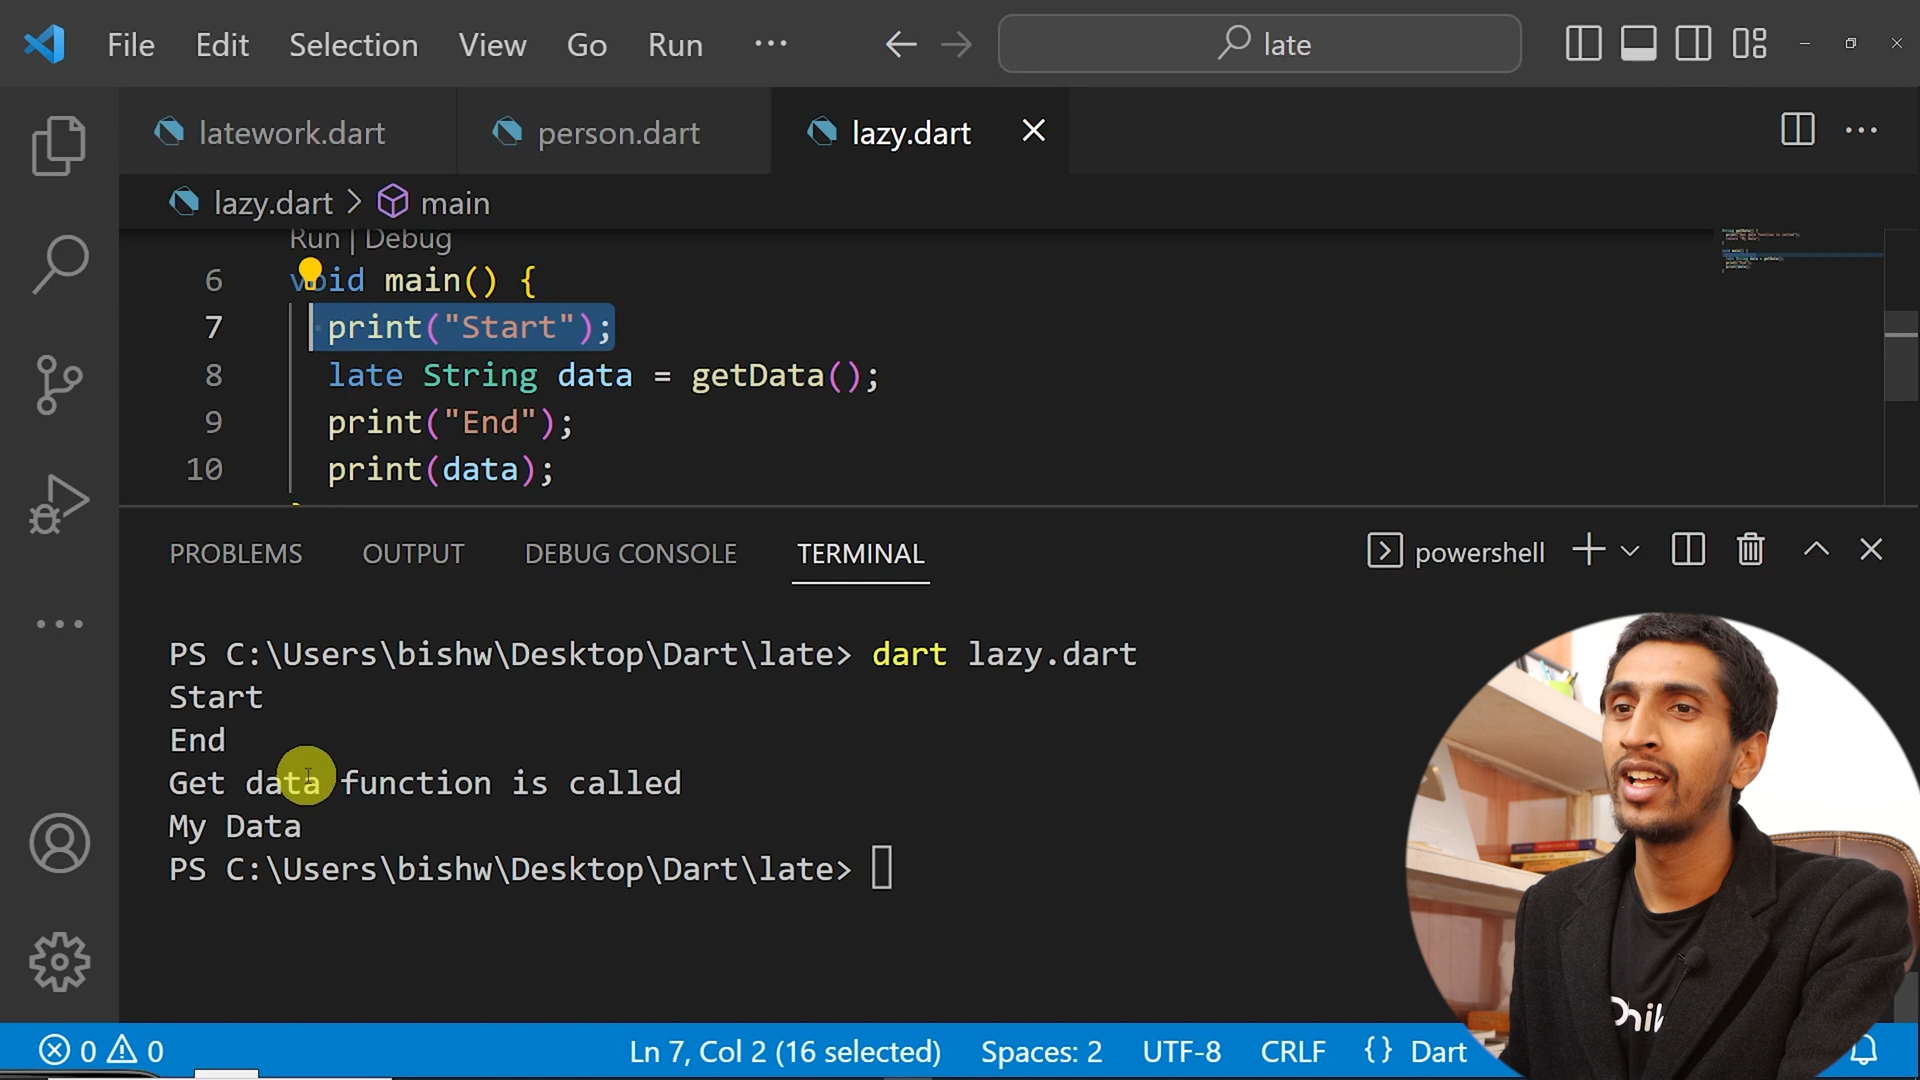 File Edit Selection View Go Run ··· late
latework.dart person.dart lazy.dart
lazy.dart > main
Run | Debug
6 void main() {
7 print("Start");
8 late String data = getData();
9 print("End");
10 print(data);
PROBLEMS OUTPUT DEBUG CONSOLE TERMINAL powershell
PS C:\Users\bishw\Desktop\Dart\late> dart lazy.dart
Start
End
Get data function is called
My Data
PS C:\Users\bishw\Desktop\Dart\late>
0 0 Ln 7, Col 2 (16 selected) Spaces: 2 UTF-8 CRLF {} Dart